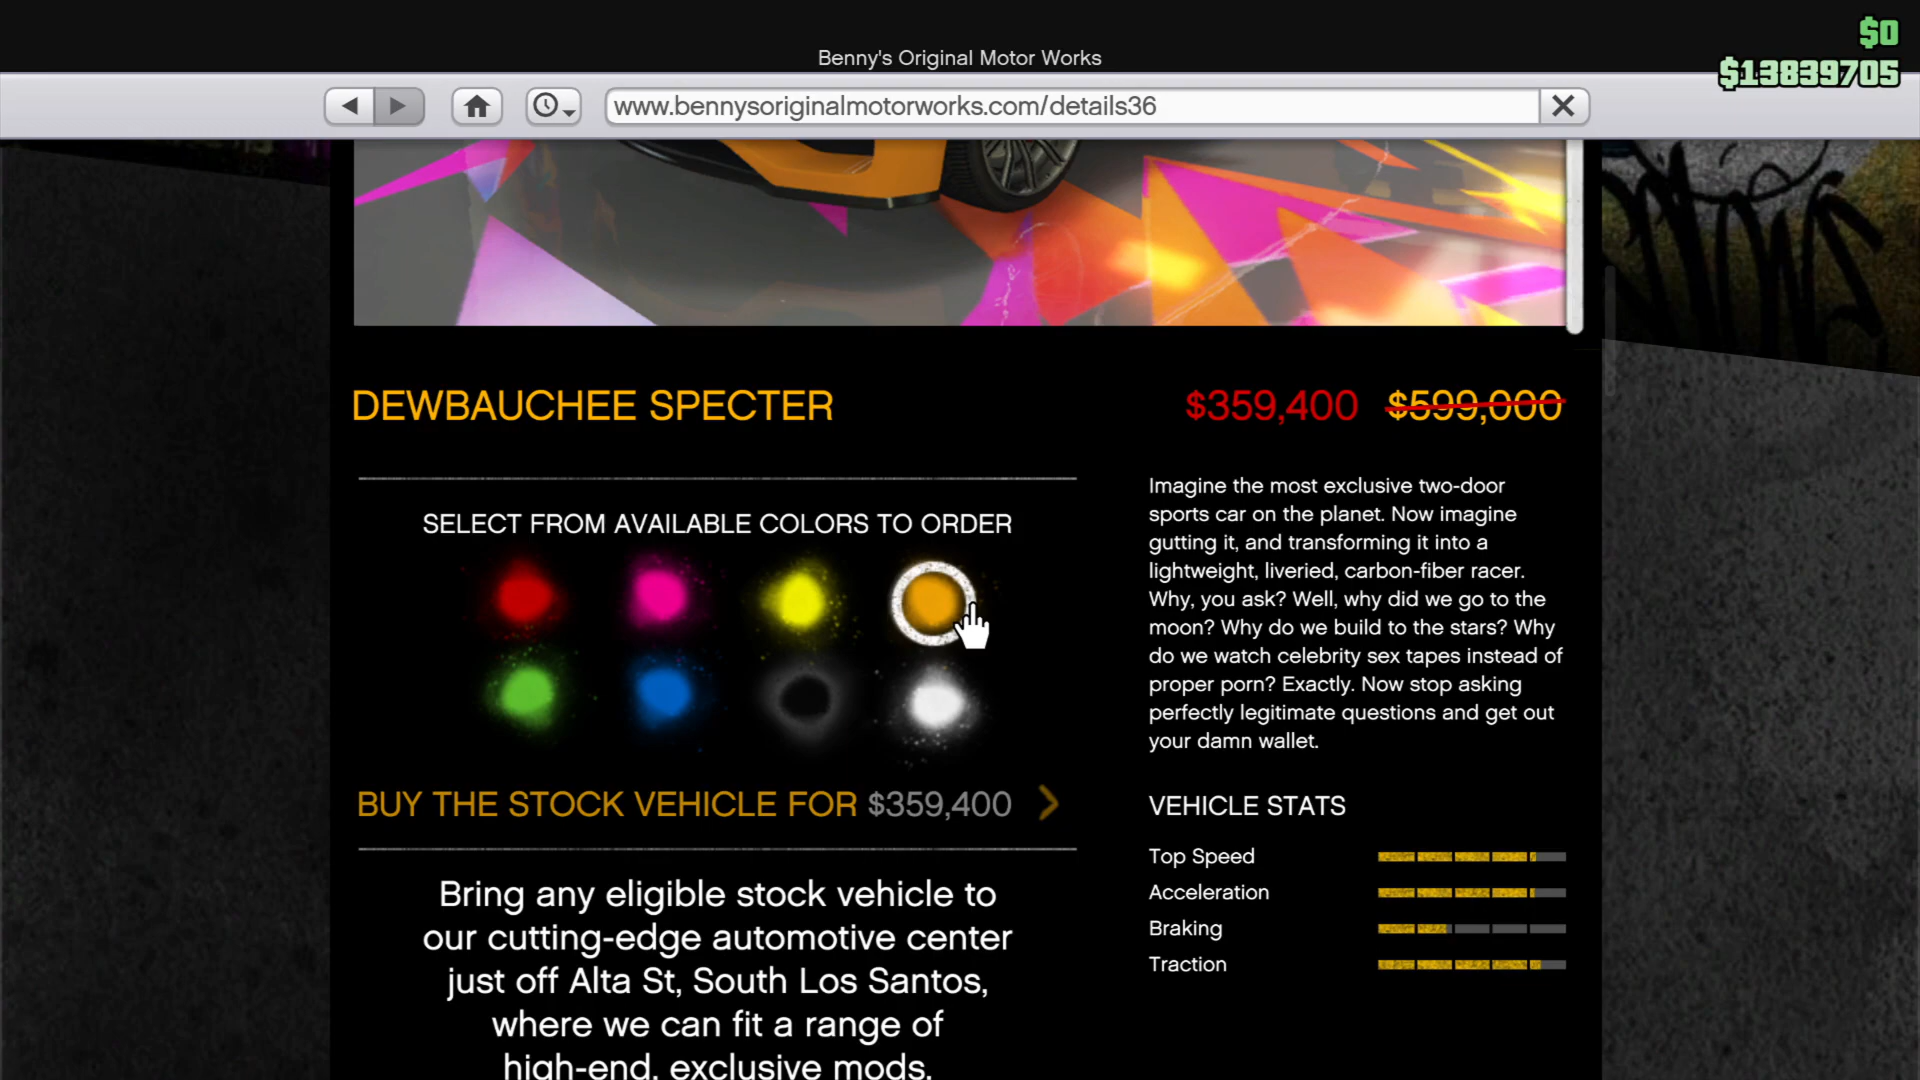 $0
Benny's Original Motor Works
$13839705
www.bennysoriginalmotorworks.com/details36
DEWBAUCHEE SPECTER
$359,400 $599,000
SELECT FROM AVAILABLE COLORS TO ORDER
BUY THE STOCK VEHICLE FOR $359,400
Bring any eligible stock vehicle to
our cutting-edge automotive center
just off Alta St, South Los Santos,
where we can fit a range of
high-end, exclusive mods.
Imagine the most exclusive two-door
sports car on the planet. Now imagine
gutting it, and transforming it into a
lightweight, liveried, carbon-fiber racer.
Why, you ask? Well, why did we go to the
moon? Why do we build to the stars? Why
do we watch celebrity sex tapes instead of
proper porn? Exactly. Now stop asking
perfectly legitimate questions and get out
your damn wallet.
VEHICLE STATS
Top Speed
Acceleration
Braking
Traction